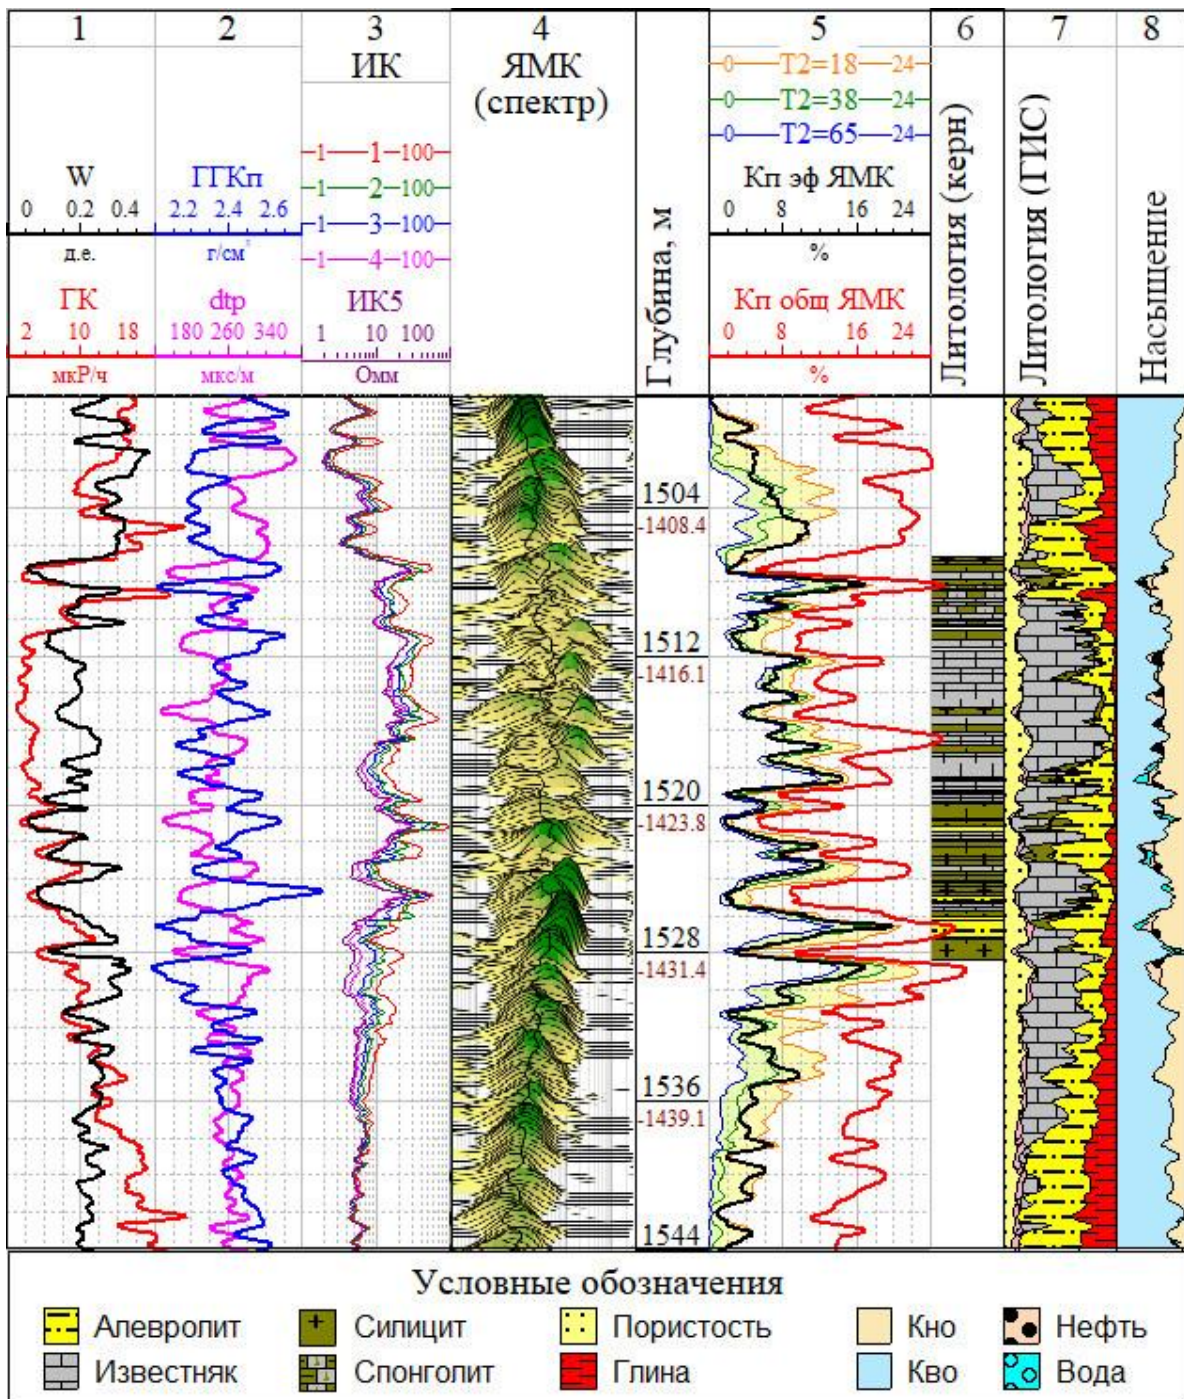 1 2 3 4 5 6 7 8
ИК
ЯМК
(спектр)
W
0 0.2 0.4
д.е.
ГК
2 10 18
мкР/ч
ГГКп
2.2 2.4 2.6
г/см³
dtp
180 260 340
мкс/м
1 1 100
1 2 100
1 3 100
1 4 100
ИК5
1 10 100
Омм
Глубина, м
0 Т2=18 24
0 Т2=38 24
0 Т2=65 24
Кп эф ЯМК
0 8 16 24
%
Кп общ ЯМК
0 8 16 24
%
Литология (керн)
Литология (ГИС)
Насыщение
1504
-1408.4
1512
-1416.1
1520
-1423.8
1528
-1431.4
1536
-1439.1
1544
Условные обозначения
Алевролит Силицит Пористость Кно Нефть
Известняк Спонголит Глина Кво Вода